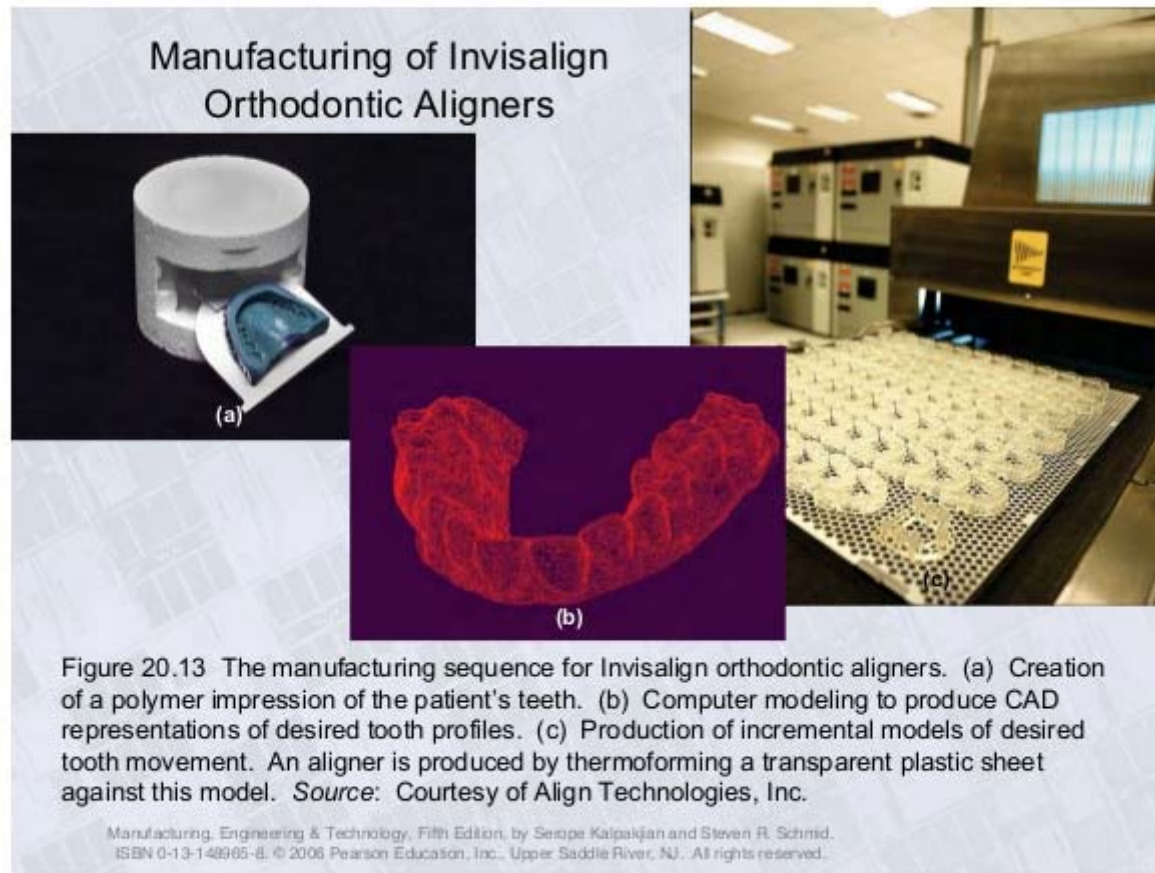 Manufacturing of Invisalign
Orthodontic Aligners
(a)
(b)
(c)
Figure 20.13 The manufacturing sequence for Invisalign orthodontic aligners. (a) Creation
of a polymer impression of the patient's teeth. (b) Computer modeling to produce CAD
representations of desired tooth profiles. (c) Production of incremental models of desired
tooth movement. An aligner is produced by thermoforming a transparent plastic sheet
against this model. Source: Courtesy of Align Technologies, Inc.
Manufacturing, Engineering & Technology, Fifth Edition, by Serope Kalpakjian and Steven R. Schmid.
ISBN 0-13-148965-8. © 2006 Pearson Education, Inc., Upper Saddle River, NJ. All rights reserved.